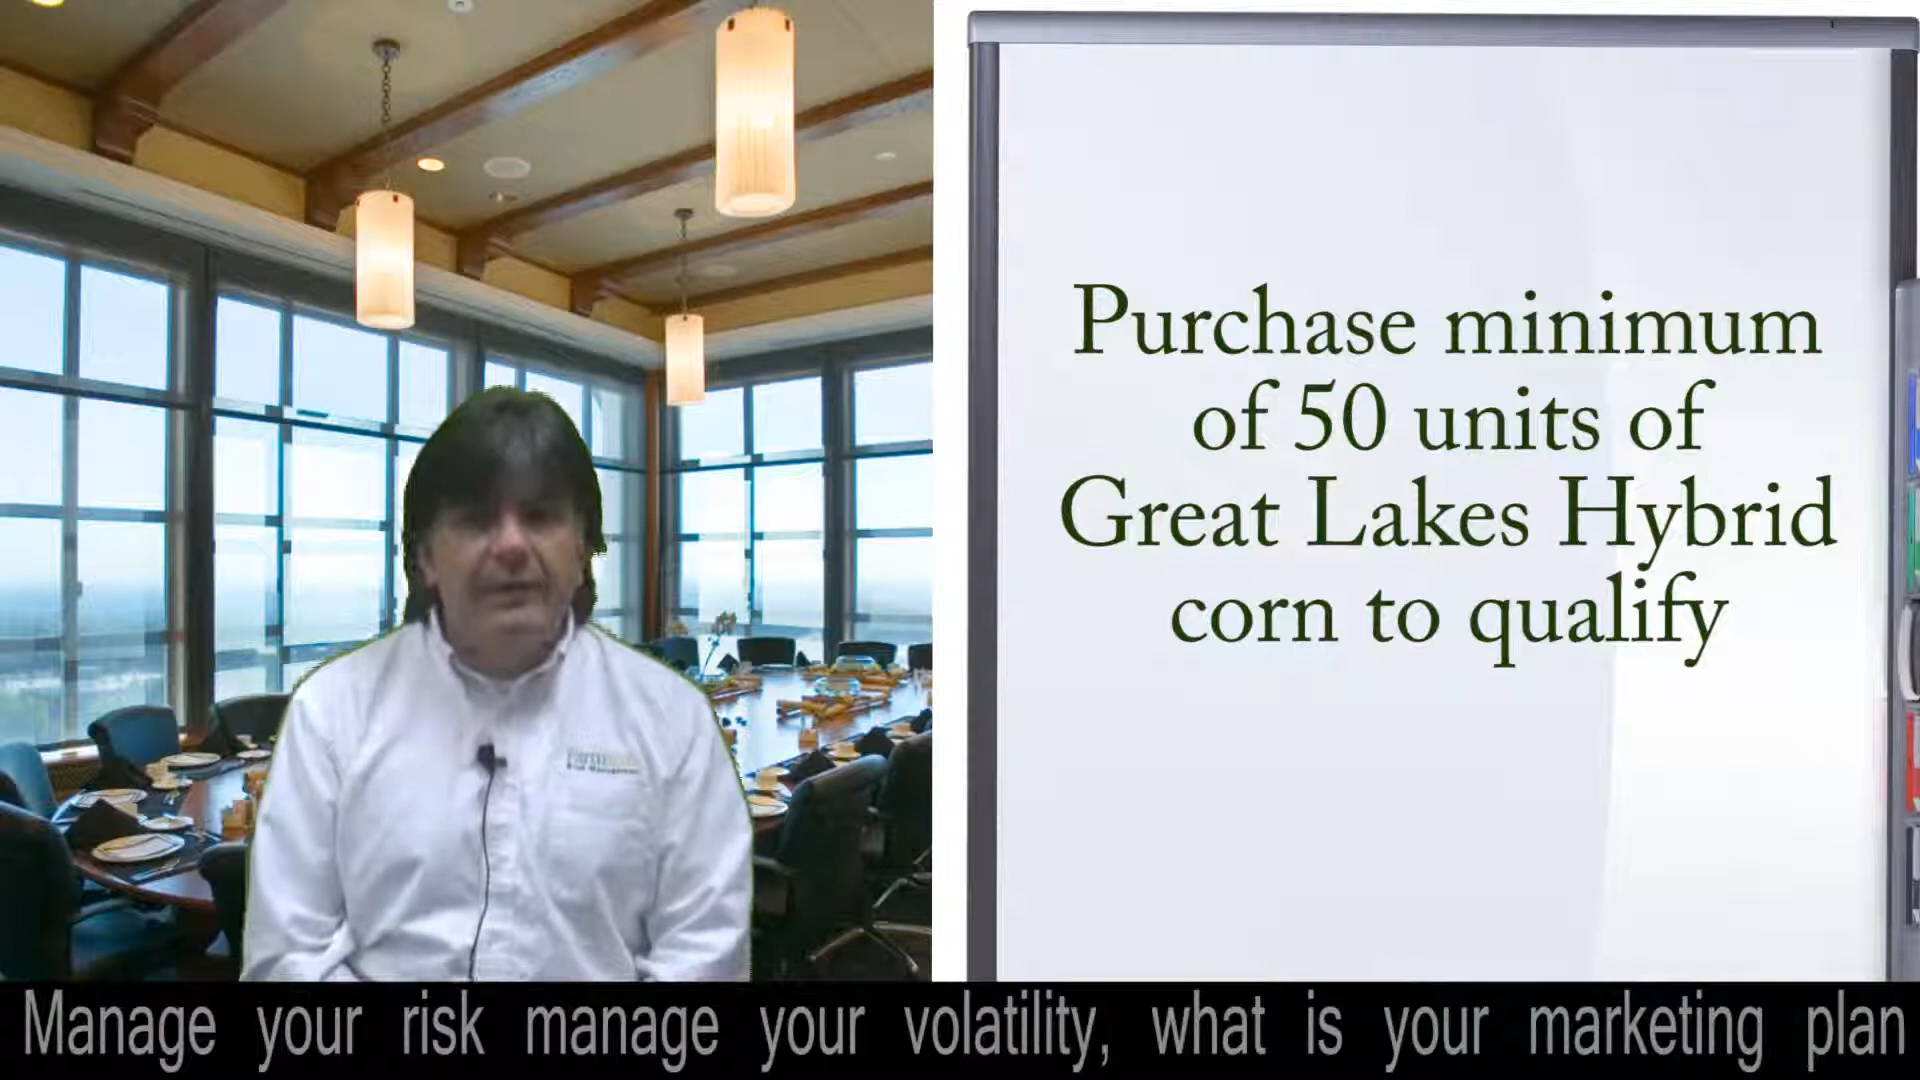 Purchase minimum
of 50 units of
Great Lakes Hybrid
corn to qualify
Manage your risk manage your volatility, what is your marketing plan